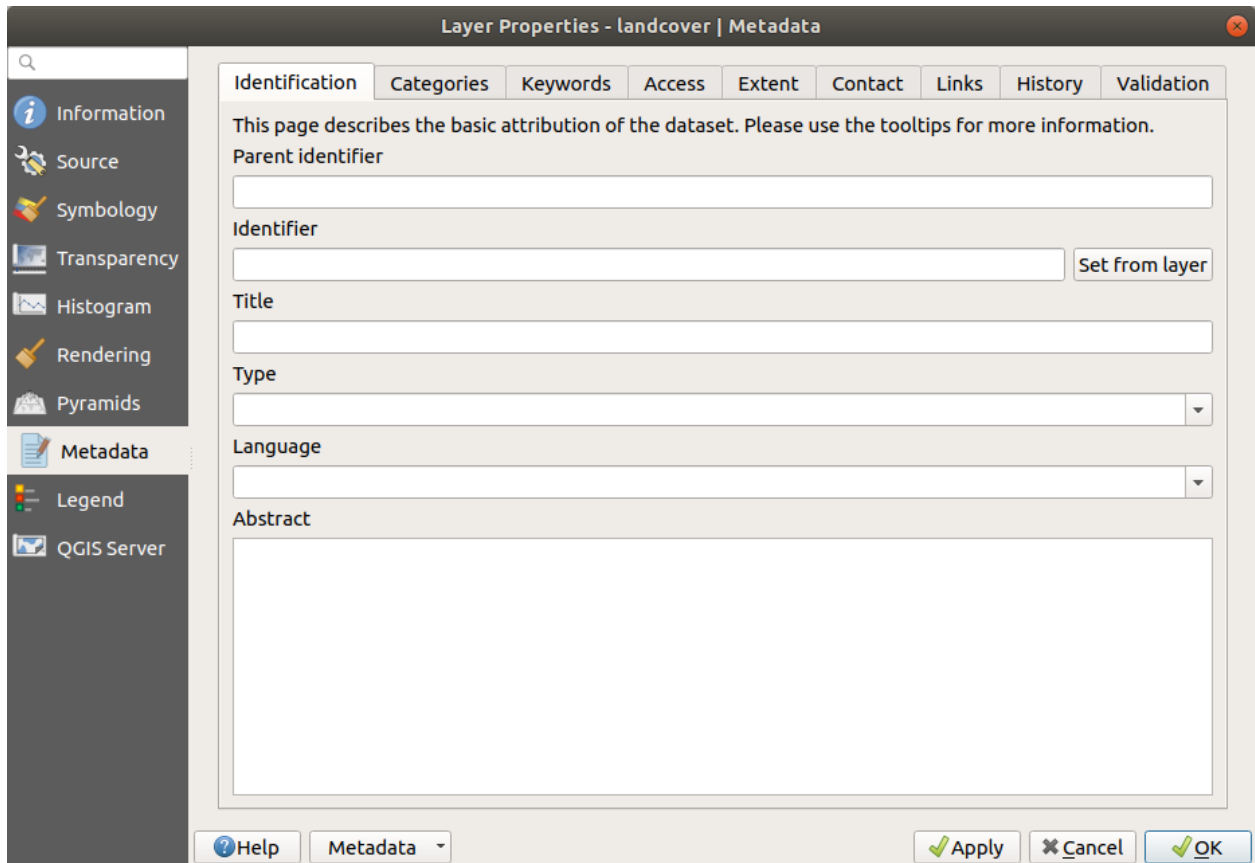 Layer Properties - landcover | Metadata
Information
Source
Symbology
Transparency
Histogram
Rendering
Pyramids
Metadata
Legend
QGIS Server
Identification Categories Keywords Access Extent Contact Links History Validation
This page describes the basic attribution of the dataset. Please use the tooltips for more information.
Parent identifier
Identifier
Set from layer
Title
Type
Language
Abstract
Help Metadata Apply Cancel OK